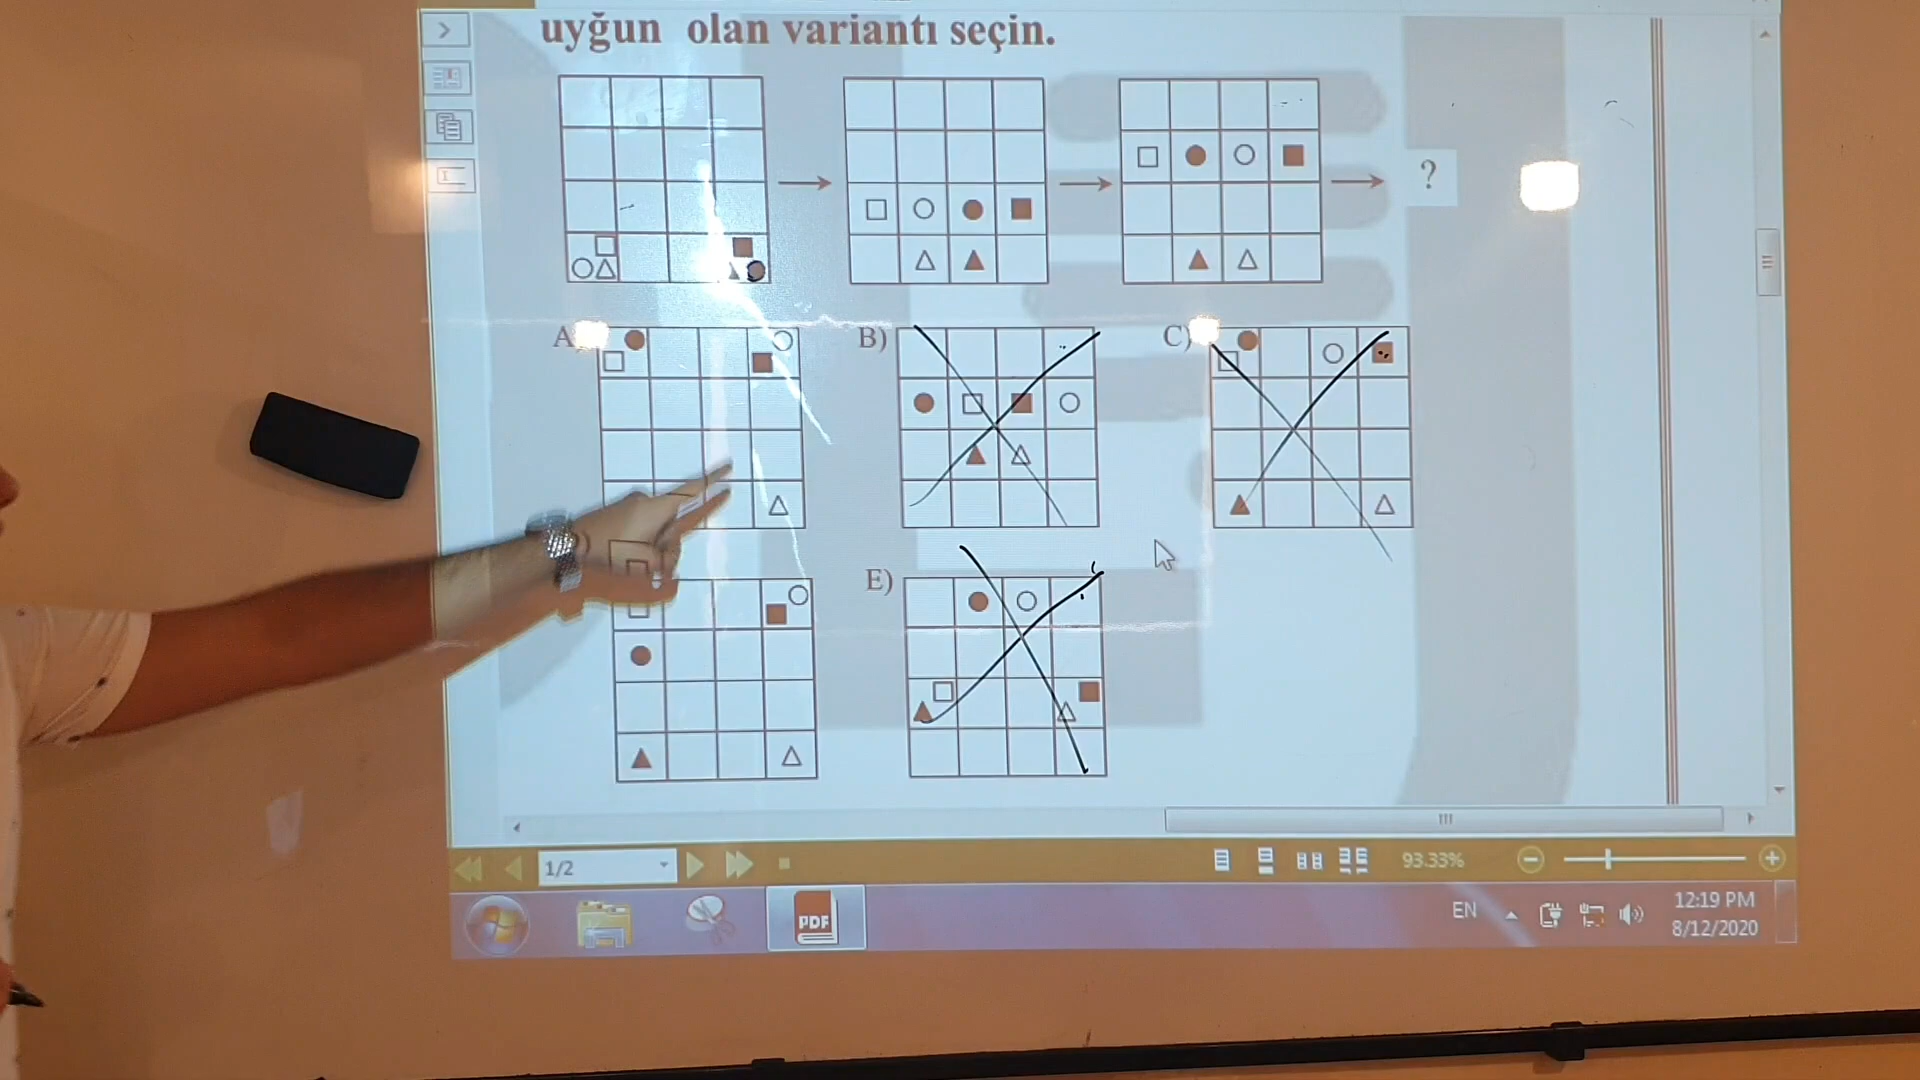 uyğun olan variantı seçin.
?
A
B)
C)
E)
1/2
93.33%
PDF
EN
12:19 PM
8/12/2020